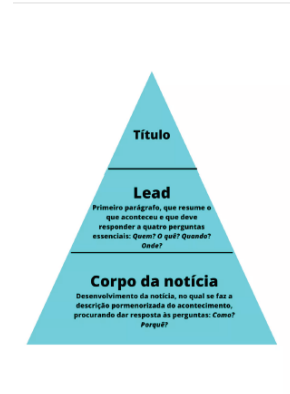 Título
Lead
Primeiro parágrafo, que resume o
que aconteceu e que deve
responder a quatro perguntas
essenciais: Quem? O quê? Quando?
Onde?
Corpo da notícia
Desenvolvimento da notícia, no qual se faz a
descrição pormenorizada do acontecimento,
procurando dar resposta às perguntas: Como?
Porquê?